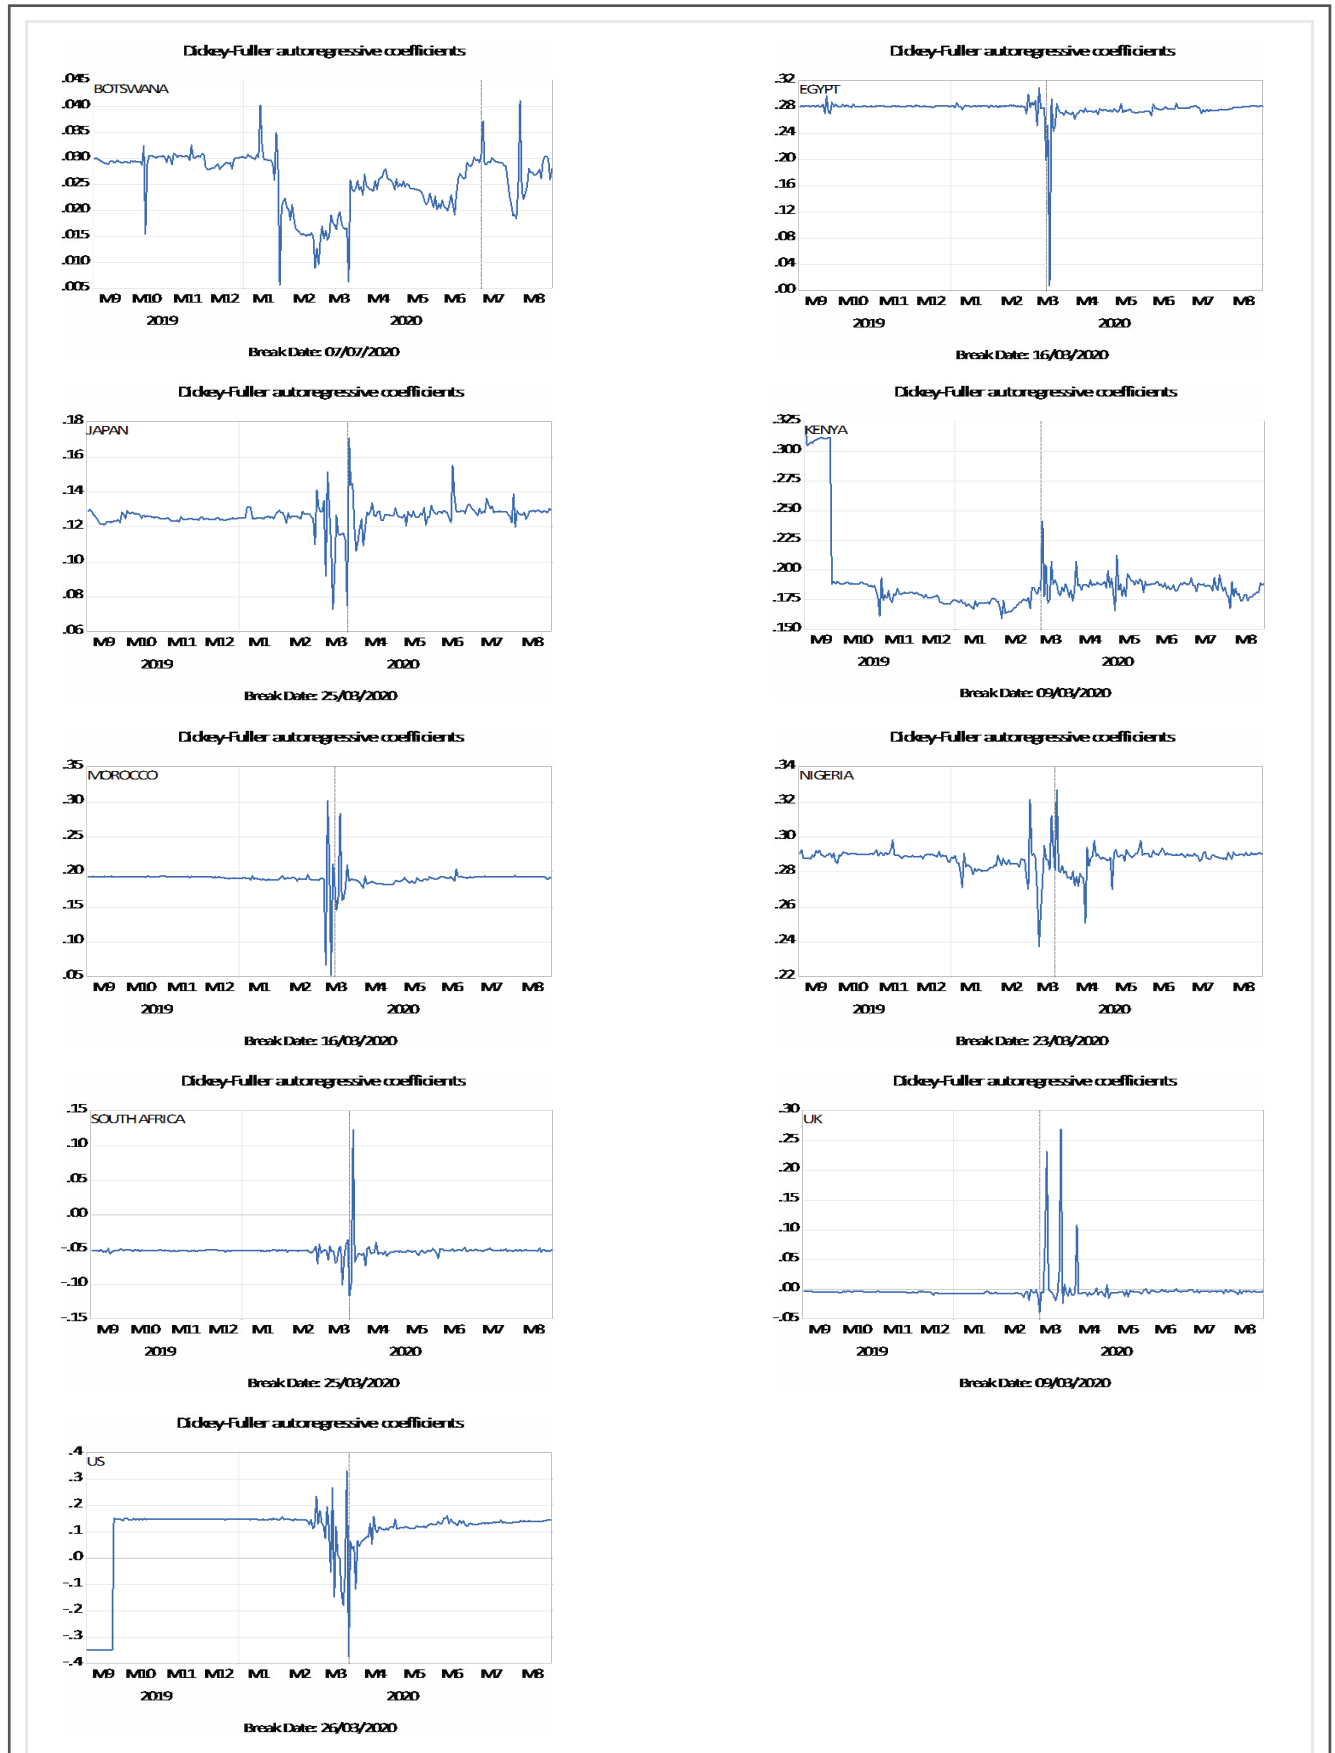 Dickey-Fuller autoregressive coefficients
.045
BOTSWANA
.040
.035
.030
.025
.020
.015
.010
.005
M9 M10 M11 M12 M1 M2 M3 M4 M5 M6 M7 M8
2019 2020
Break Date: 07/07/2020
Dickey-Fuller autoregressive coefficients
.32
EGYPT
.28
.24
.20
.16
.12
.08
.04
.00
M9 M10 M11 M12 M1 M2 M3 M4 M5 M6 M7 M8
2019 2020
Break Date: 16/03/2020
Dickey-Fuller autoregressive coefficients
.18
JAPAN
.16
.14
.12
.10
.08
.06
M9 M10 M11 M12 M1 M2 M3 M4 M5 M6 M7 M8
2019 2020
Break Date: 25/03/2020
Dickey-Fuller autoregressive coefficients
.325
KENYA
.300
.275
.250
.225
.200
.175
.150
M9 M10 M11 M12 M1 M2 M3 M4 M5 M6 M7 M8
2019 2020
Break Date: 09/03/2020
Dickey-Fuller autoregressive coefficients
.35
MOROCCO
.30
.25
.20
.15
.10
.05
M9 M10 M11 M12 M1 M2 M3 M4 M5 M6 M7 M8
2019 2020
Break Date: 16/03/2020
Dickey-Fuller autoregressive coefficients
.34
NIGERIA
.32
.30
.28
.26
.24
.22
M9 M10 M11 M12 M1 M2 M3 M4 M5 M6 M7 M8
2019 2020
Break Date: 23/03/2020
Dickey-Fuller autoregressive coefficients
.15
SOUTH AFRICA
.10
.05
.00
-.05
-.10
-.15
M9 M10 M11 M12 M1 M2 M3 M4 M5 M6 M7 M8
2019 2020
Break Date: 25/03/2020
Dickey-Fuller autoregressive coefficients
.30
UK
.25
.20
.15
.10
.05
.00
-.05
M9 M10 M11 M12 M1 M2 M3 M4 M5 M6 M7 M8
2019 2020
Break Date: 09/03/2020
Dickey-Fuller autoregressive coefficients
.4
US
.3
.2
.1
.0
-.1
-.2
-.3
-.4
M9 M10 M11 M12 M1 M2 M3 M4 M5 M6 M7 M8
2019 2020
Break Date: 26/03/2020